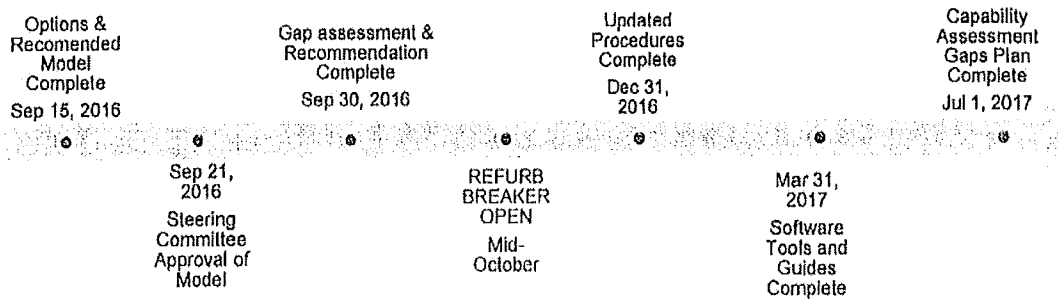 Options &
Recomended
Model
Complete
Sep 15, 2016
Sep 21,
2016
Steering
Committee
Approval of
Model
Gap assessment &
Recommendation
Complete
Sep 30, 2016
REFURB
BREAKER
OPEN
Mid-
October
Updated
Procedures
Complete
Dec 31,
2016
Mar 31,
2017
Software
Tools and
Guides
Complete
Capability
Assessment
Gaps Plan
Complete
Jul 1, 2017